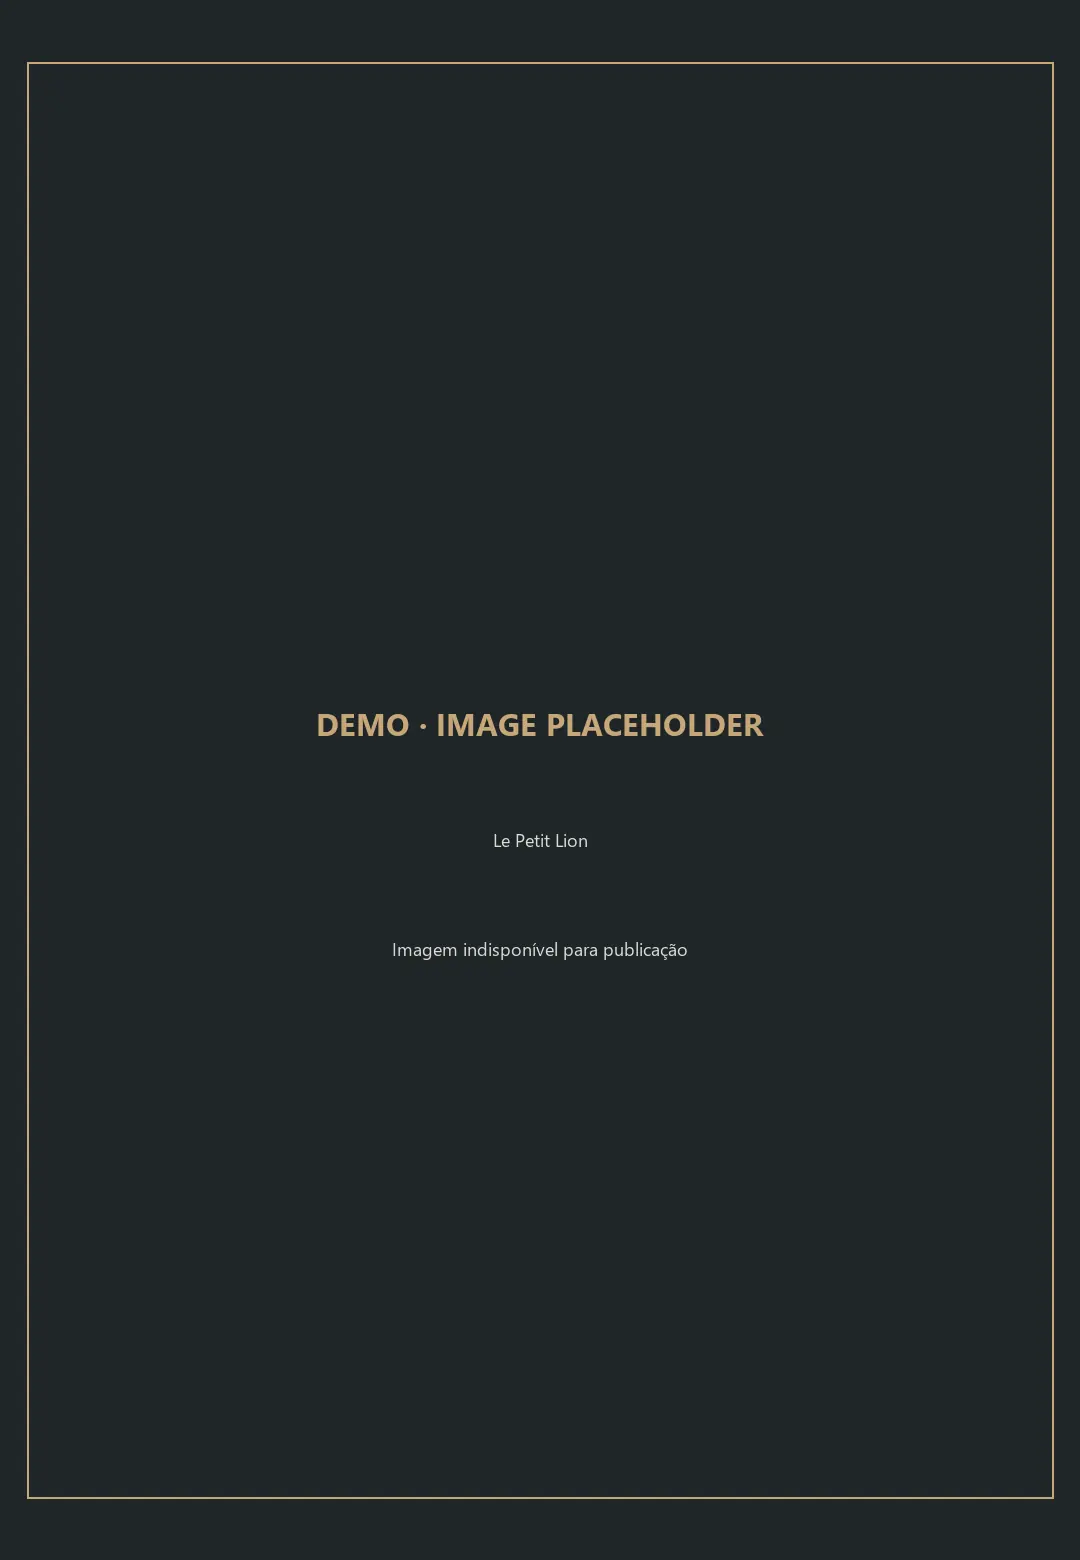 DEMO · IMAGE PLACEHOLDER
Le Petit Lion
Imagem indisponível para publicação